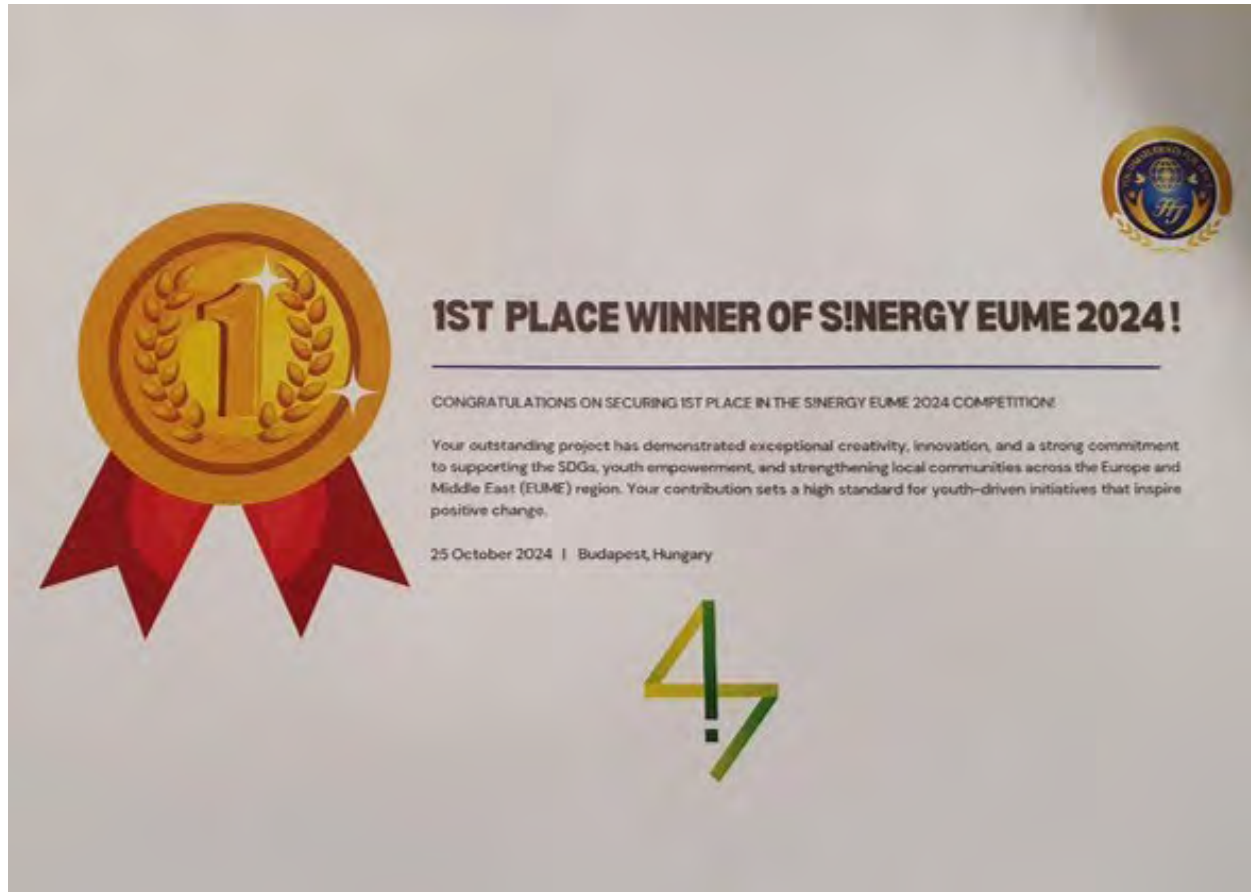 1
1ST PLACE WINNER OF S!NERGY EUME 2024!
CONGRATULATIONS ON SECURING 1ST PLACE IN THE S!NERGY EUME 2024 COMPETITION!
Your outstanding project has demonstrated exceptional creativity, innovation, and a strong commitment
to supporting the SDGs, youth empowerment, and strengthening local communities across the Europe and
Middle East (EUME) region. Your contribution sets a high standard for youth-driven initiatives that inspire
positive change.
25 October 2024 | Budapest, Hungary